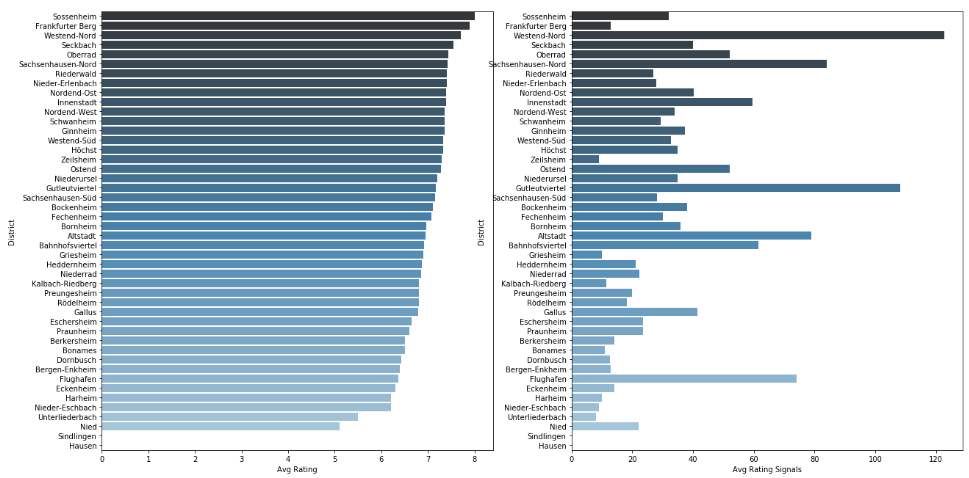 Sossenheim
Frankfurter Berg
Westend-Nord
Seckbach
Oberrad
Sachsenhausen-Nord
Riederwald
Nieder-Erlenbach
Nordend-Ost
Innenstadt
Nordend-West
Schwanheim
Ginnheim
Westend-Süd
Höchst
Zeilsheim
Ostend
Niederursel
Gutleutviertel
Sachsenhausen-Süd
Bockenheim
Fechenheim
Bornheim
Altstadt
Bahnhofsviertel
Griesheim
Heddernheim
Niederrad
Kalbach-Riedberg
Preungesheim
Rödelheim
Gallus
Eschersheim
Praunheim
Berkersheim
Bonames
Dornbusch
Bergen-Enkheim
Flughafen
Eckenheim
Harheim
Nieder-Eschbach
Unterliederbach
Nied
Sindlingen
Hausen
District
0 1 2 3 4 5 6 7 8
Avg Rating
Sossenheim
Frankfurter Berg
Westend-Nord
Seckbach
Oberrad
Sachsenhausen-Nord
Riederwald
Nieder-Erlenbach
Nordend-Ost
Innenstadt
Nordend-West
Schwanheim
Ginnheim
Westend-Süd
Höchst
Zeilsheim
Ostend
Niederursel
Gutleutviertel
Sachsenhausen-Süd
Bockenheim
Fechenheim
Bornheim
Altstadt
Bahnhofsviertel
Griesheim
Heddernheim
Niederrad
Kalbach-Riedberg
Preungesheim
Rödelheim
Gallus
Eschersheim
Praunheim
Berkersheim
Bonames
Dornbusch
Bergen-Enkheim
Flughafen
Eckenheim
Harheim
Nieder-Eschbach
Unterliederbach
Nied
Sindlingen
Hausen
District
0 20 40 60 80 100 120
Avg Rating Signals